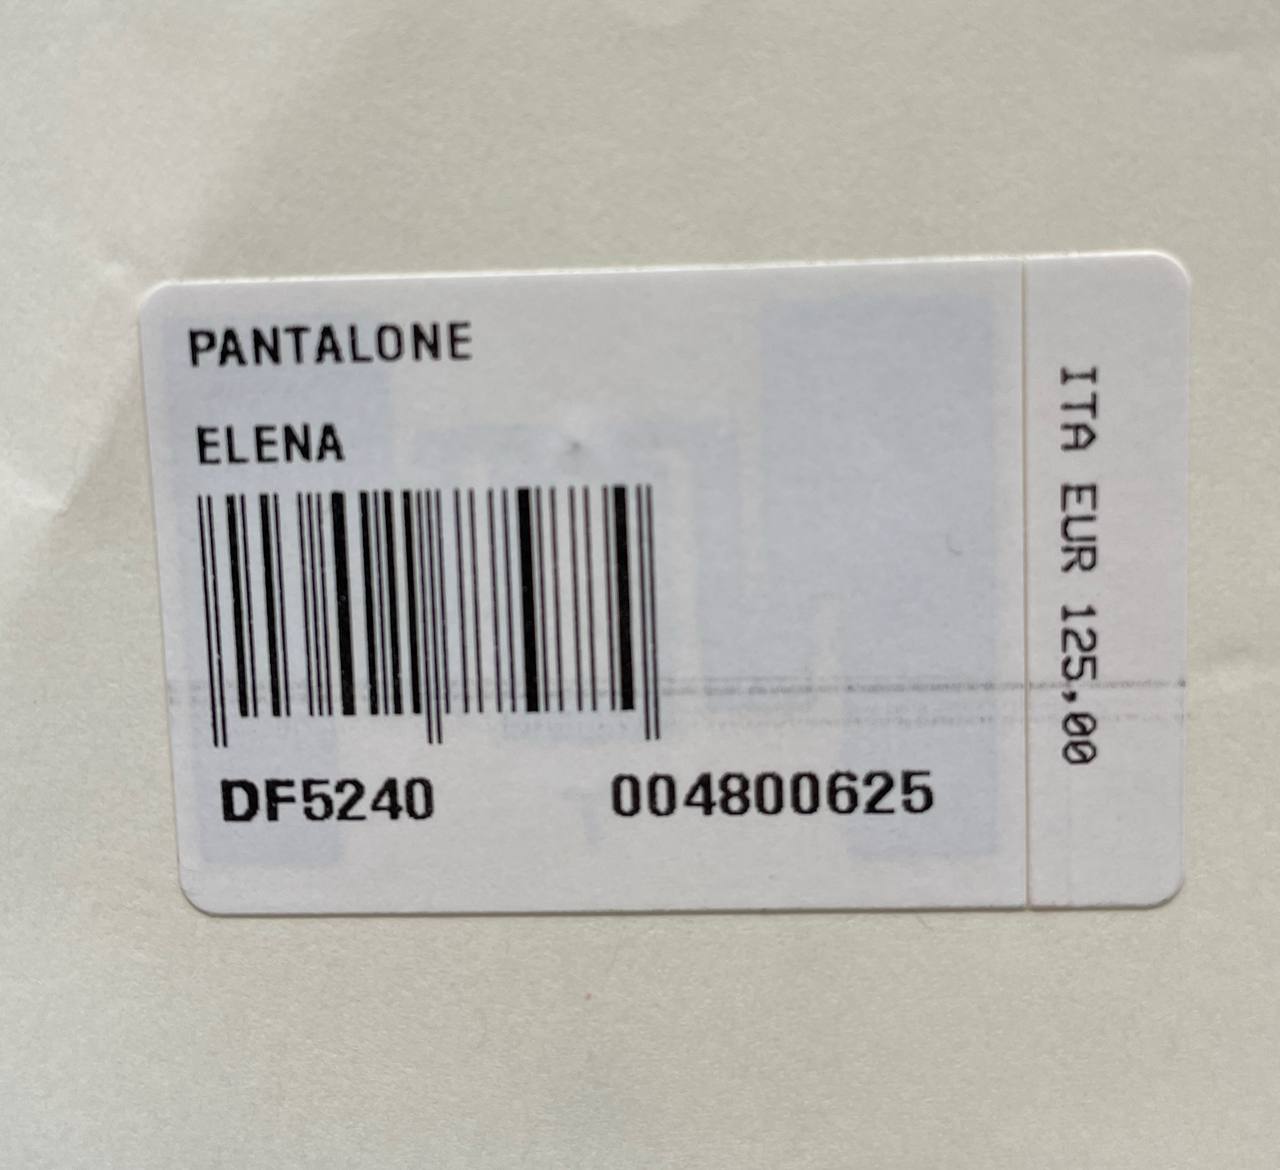 PANTALONE
ELENA
DF5240 004800625
ITA EUR 125,00